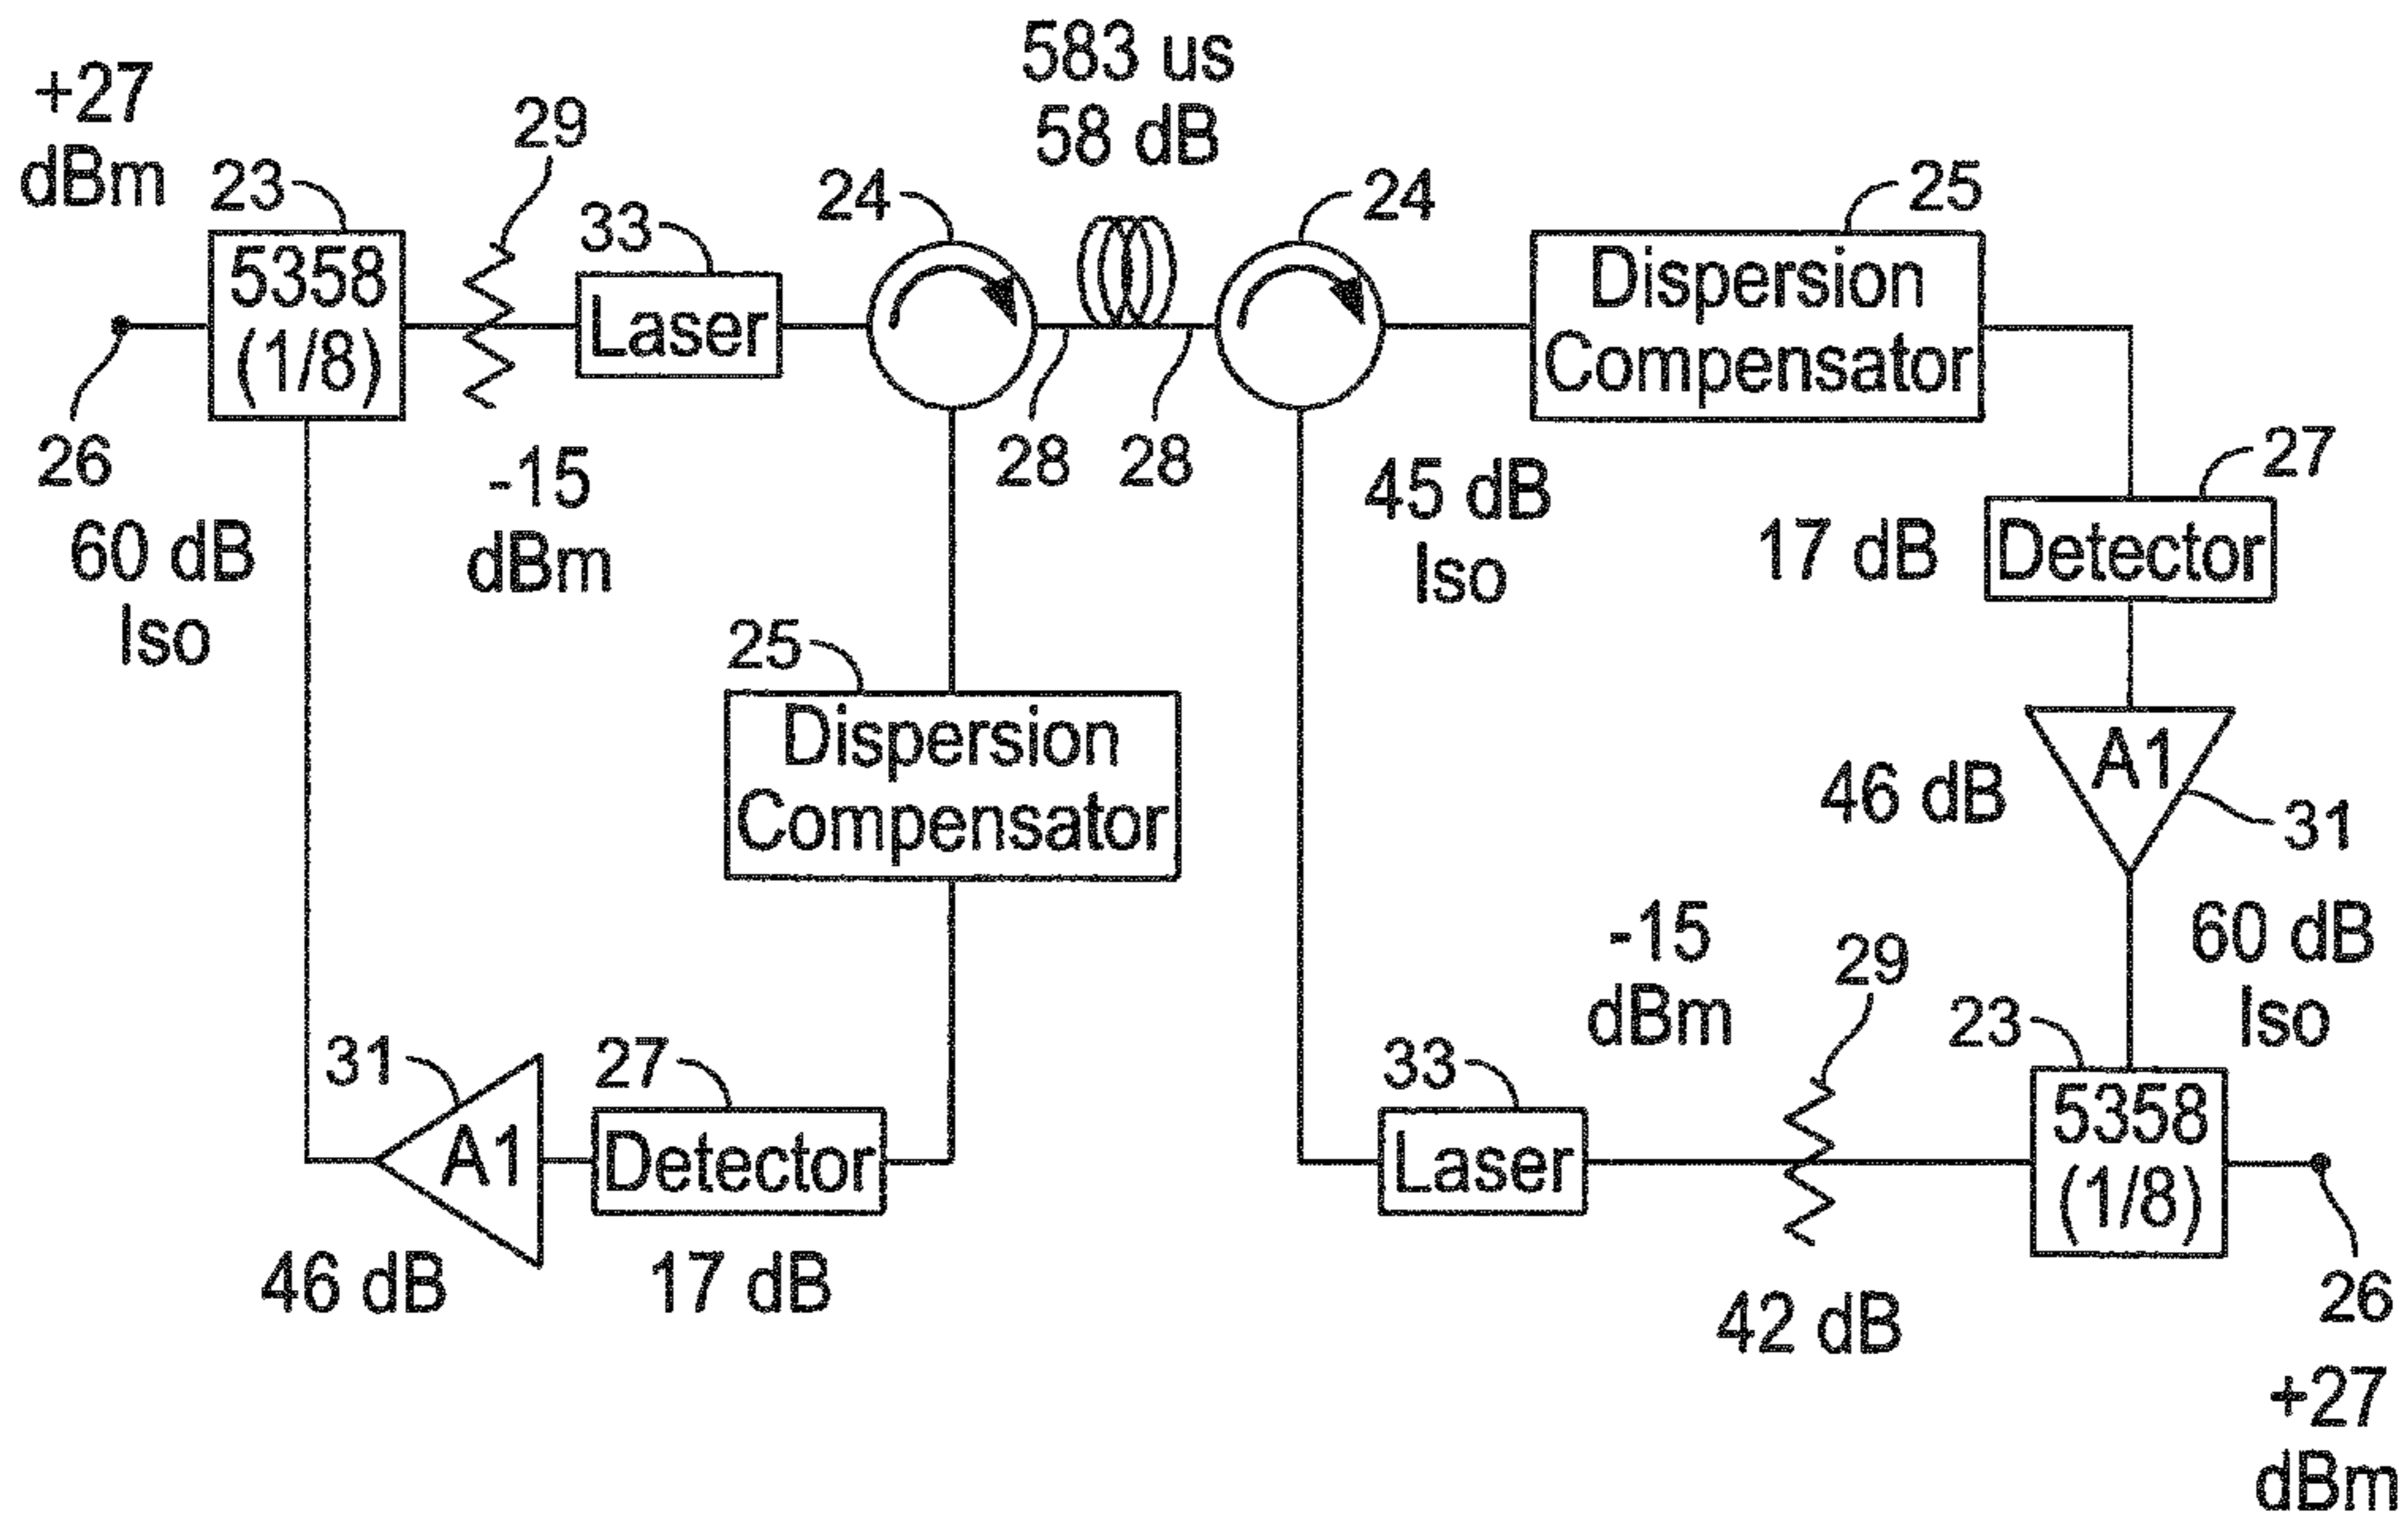 583 us
58 dB
+27
dBm
23
29
33
24
24
25
5358
(1/8)
Laser
Dispersion
Compensator
26
28
28
27
60 dB
Iso
-15
dBm
45 dB
Iso
17 dB
Detector
25
Dispersion
Compensator
46 dB
A1
31
-15
dBm
29
60 dB
Iso
23
31
27
33
A1
Detector
Laser
5358
(1/8)
46 dB
17 dB
42 dB
26
+27
dBm